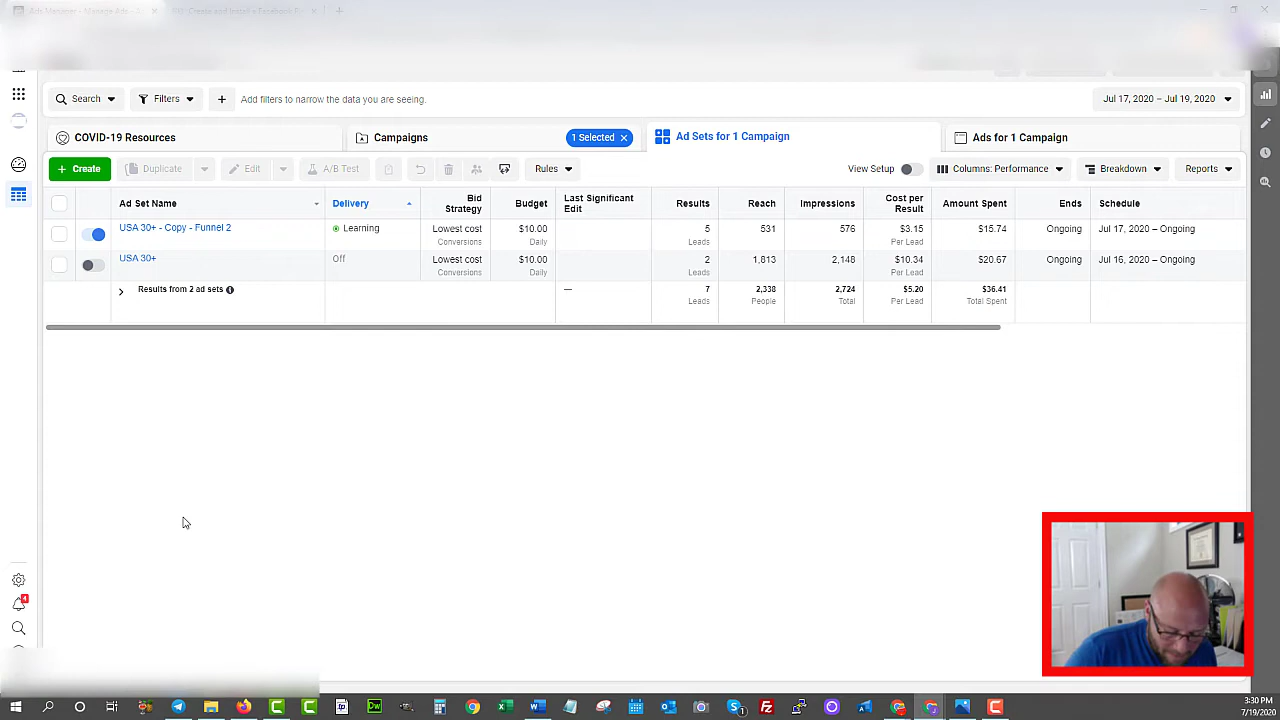 Search
Filters
Add filters to narrow the data you are seeing.
Jul 17, 2020 – Jul 19, 2020
COVID-19 Resources
Campaigns
1 Selected
Ad Sets for 1 Campaign
Ads for 1 Campaign
Create
Duplicate
Edit
A/B Test
Rules
View Setup
Columns: Performance
Breakdown
Reports
Ad Set Name
Delivery
Bid Strategy
Budget
Last Significant Edit
Results
Reach
Impressions
Cost per Result
Amount Spent
Ends
Schedule
USA 30+ - Copy - Funnel 2
Learning
Lowest cost
Conversions
$10.00
Daily
5
Leads
531
576
$3.15
Per Lead
$15.74
Ongoing
Jul 17, 2020 – Ongoing
USA 30+
Off
Lowest cost
Conversions
$10.00
Daily
2
Leads
1,813
2,148
$10.34
Per Lead
$20.67
Ongoing
Jul 16, 2020 – Ongoing
Results from 2 ad sets
—
7
Leads
2,338
People
2,724
Total
$5.20
Per Lead
$36.41
Total Spent
3:30 PM
7/19/2020